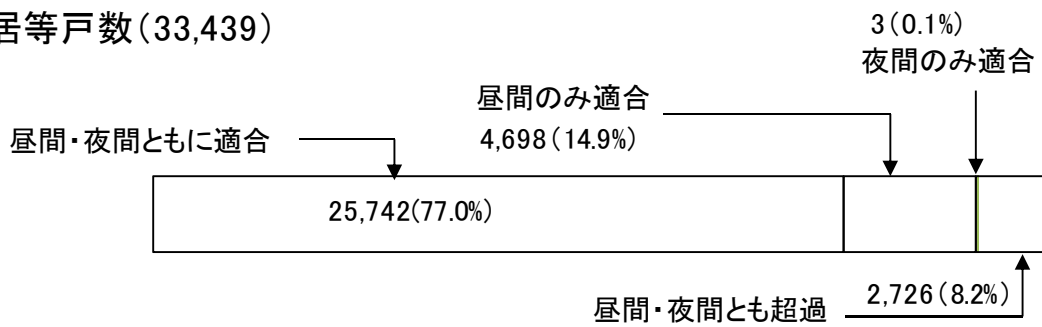 居等戸数(33,439)
3(0.1%)
夜間のみ適合
昼間のみ適合
4,698(14.9%)
昼間・夜間ともに適合
25,742(77.0%)
昼間・夜間とも超過
2,726(8.2%)